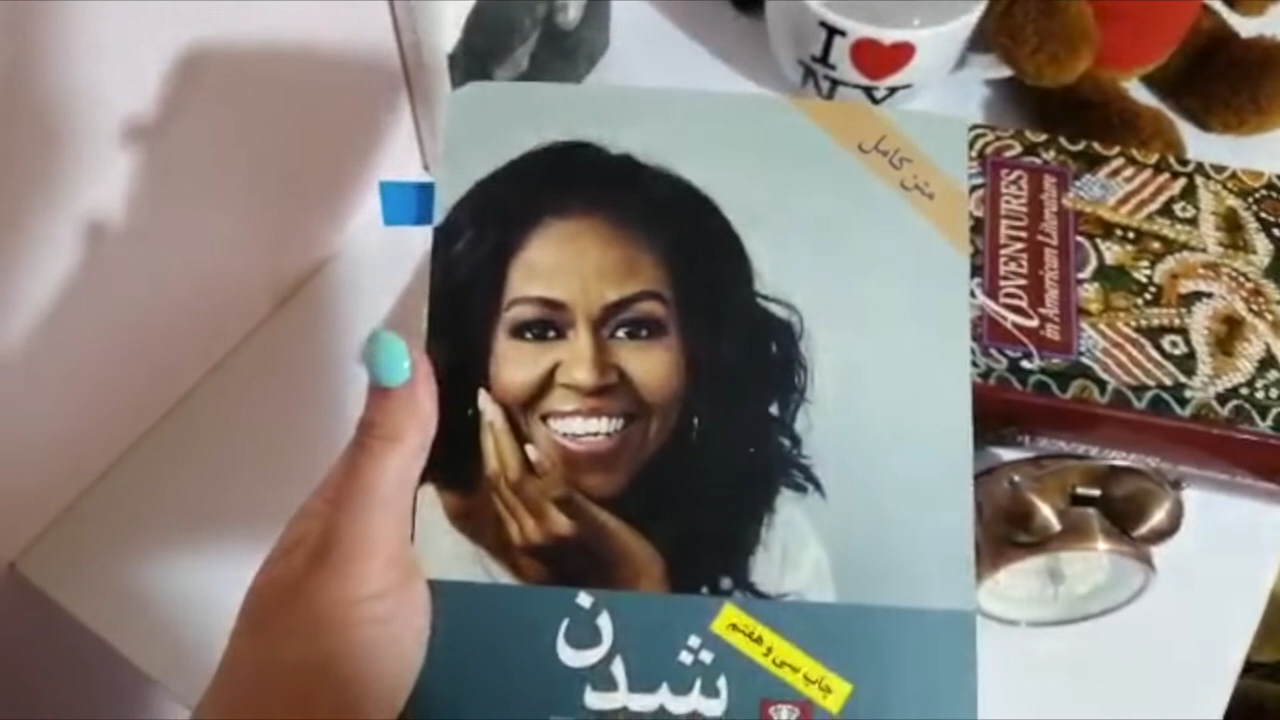 I ♥
NY
متن کامل
ADVENTURES
in American Literature
شدن
چاپ سی و هفتم